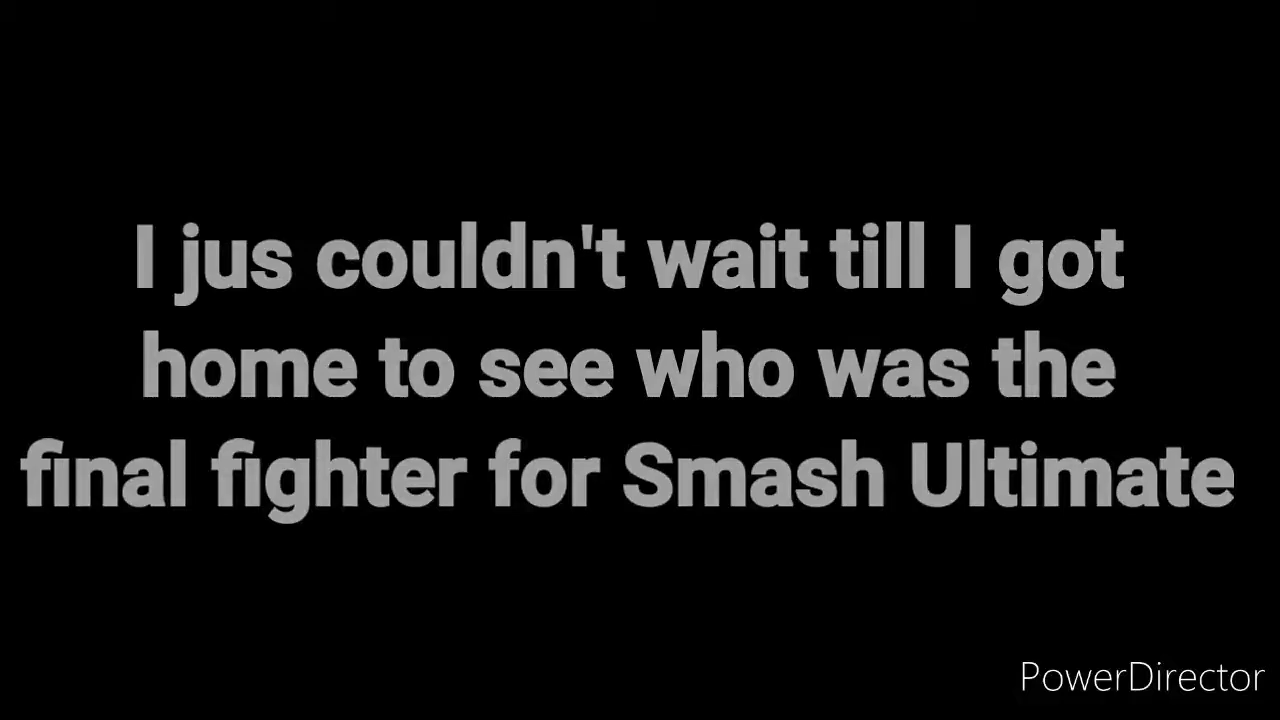 I jus couldn't wait till I got
home to see who was the
final fighter for Smash Ultimate
PowerDirector